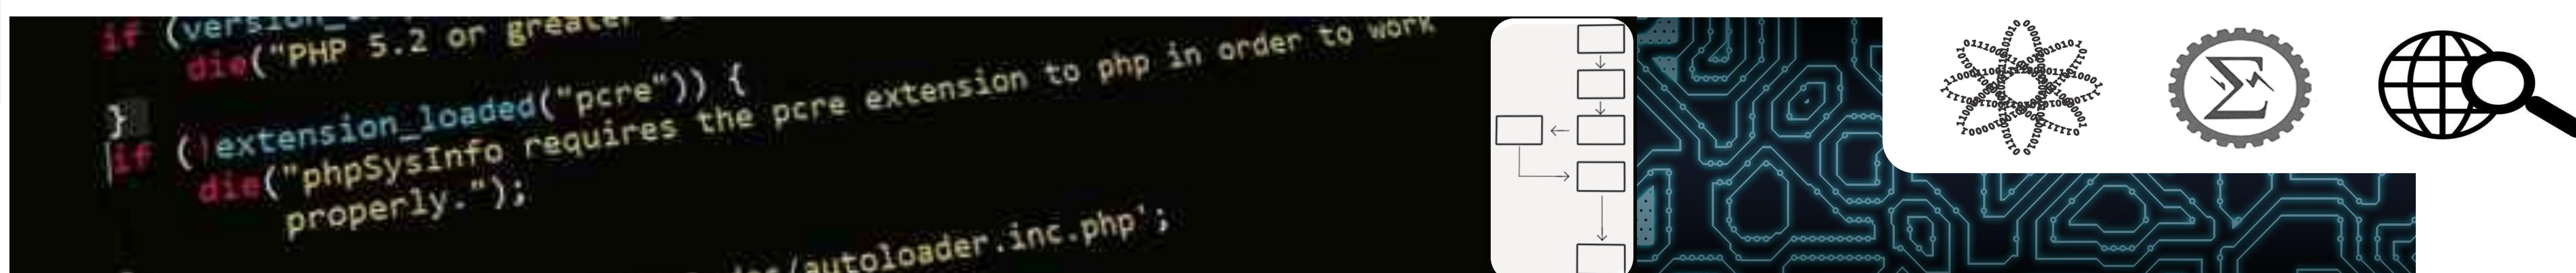 if (version_
die("PHP 5.2 or greater
}
if (!extension_loaded("pcre")) {
die("phpSysInfo requires the pcre extension to php in order to work
properly.");
/autoloader.inc.php';
Σ